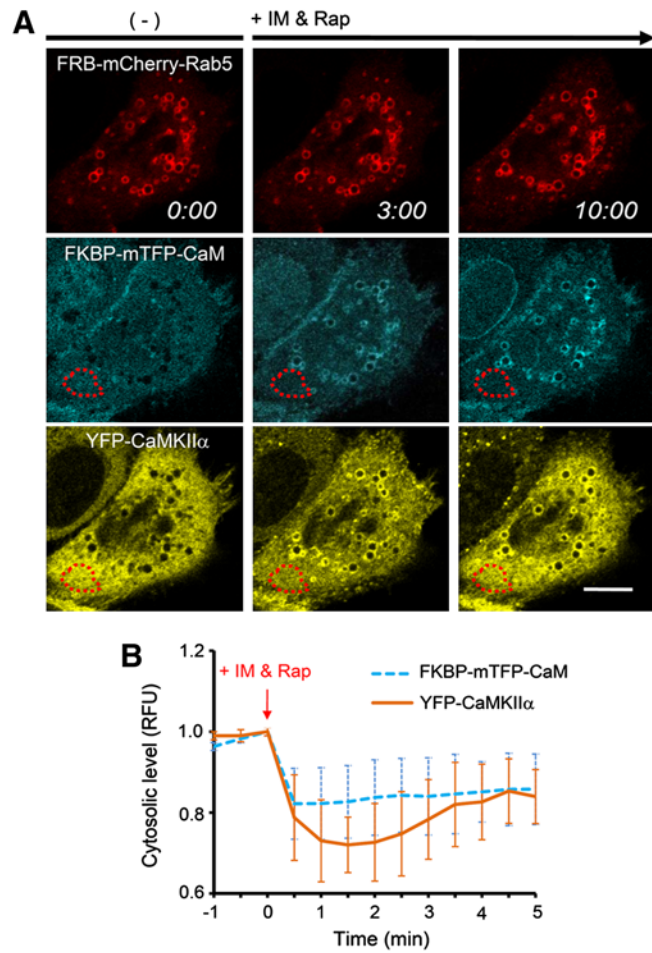 A
( - )
+ IM & Rap
FRB-mCherry-Rab5
0:00
3:00
10:00
FKBP-mTFP-CaM
YFP-CaMKIIα
B
1.2
1.0
0.8
0.6
Cytosolic level (RFU)
+ IM & Rap
FKBP-mTFP-CaM
YFP-CaMKIIα
-1
0
1
2
3
4
5
Time (min)